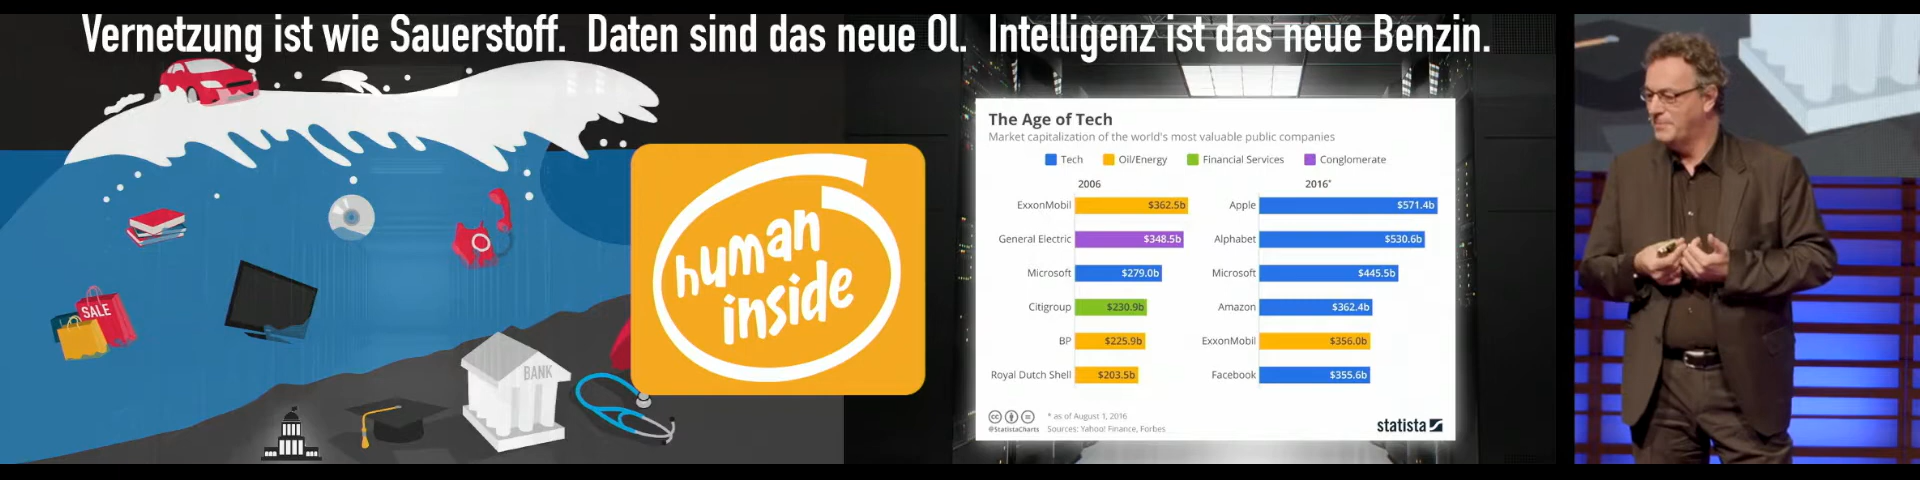 Vernetzung ist wie Sauerstoff. Daten sind das neue Öl. Intelligenz ist das neue Benzin.
SALE
BANK
human
inside
The Age of Tech
Market capitalization of the world's most valuable public companies
Tech Oil/Energy Financial Services Conglomerate
2006
ExxonMobil $362.5b
General Electric $348.5b
Microsoft $279.0b
Citigroup $230.9b
BP $225.9b
Royal Dutch Shell $203.5b
2016*
Apple $571.4b
Alphabet $530.6b
Microsoft $445.5b
Amazon $362.4b
ExxonMobil $356.0b
Facebook $355.6b
* as of August 1, 2016
@StatistaCharts Sources: Yahoo! Finance, Forbes
statista